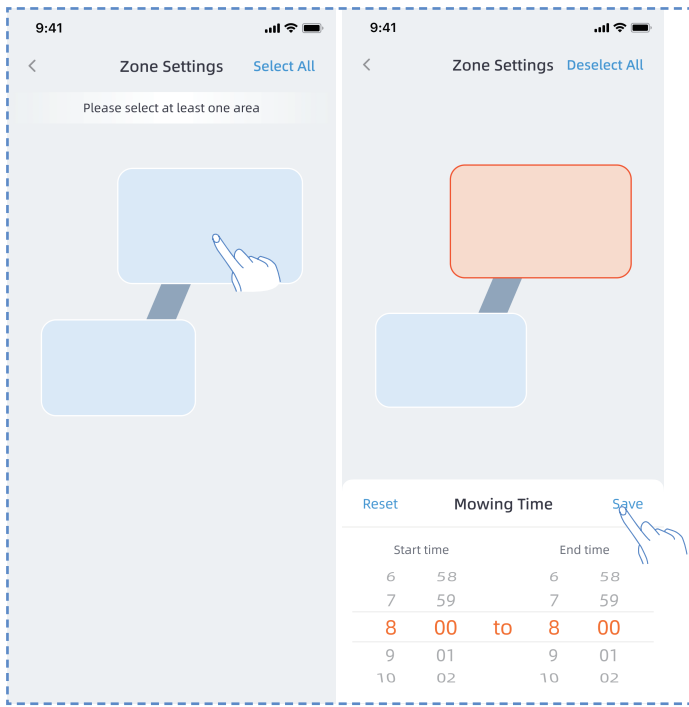 9:41
Zone Settings Select All
Please select at least one area
9:41
Zone Settings Deselect All
Reset Mowing Time Save
Start time End time
6 58 6 58
7 59 7 59
8 00 to 8 00
9 01 9 01
10 02 10 02